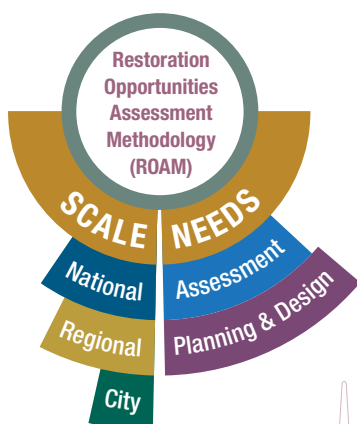 Restoration
Opportunities
Assessment
Methodology
(ROAM)
SCALE
NEEDS
National
Regional
City
Assessment
Planning & Design